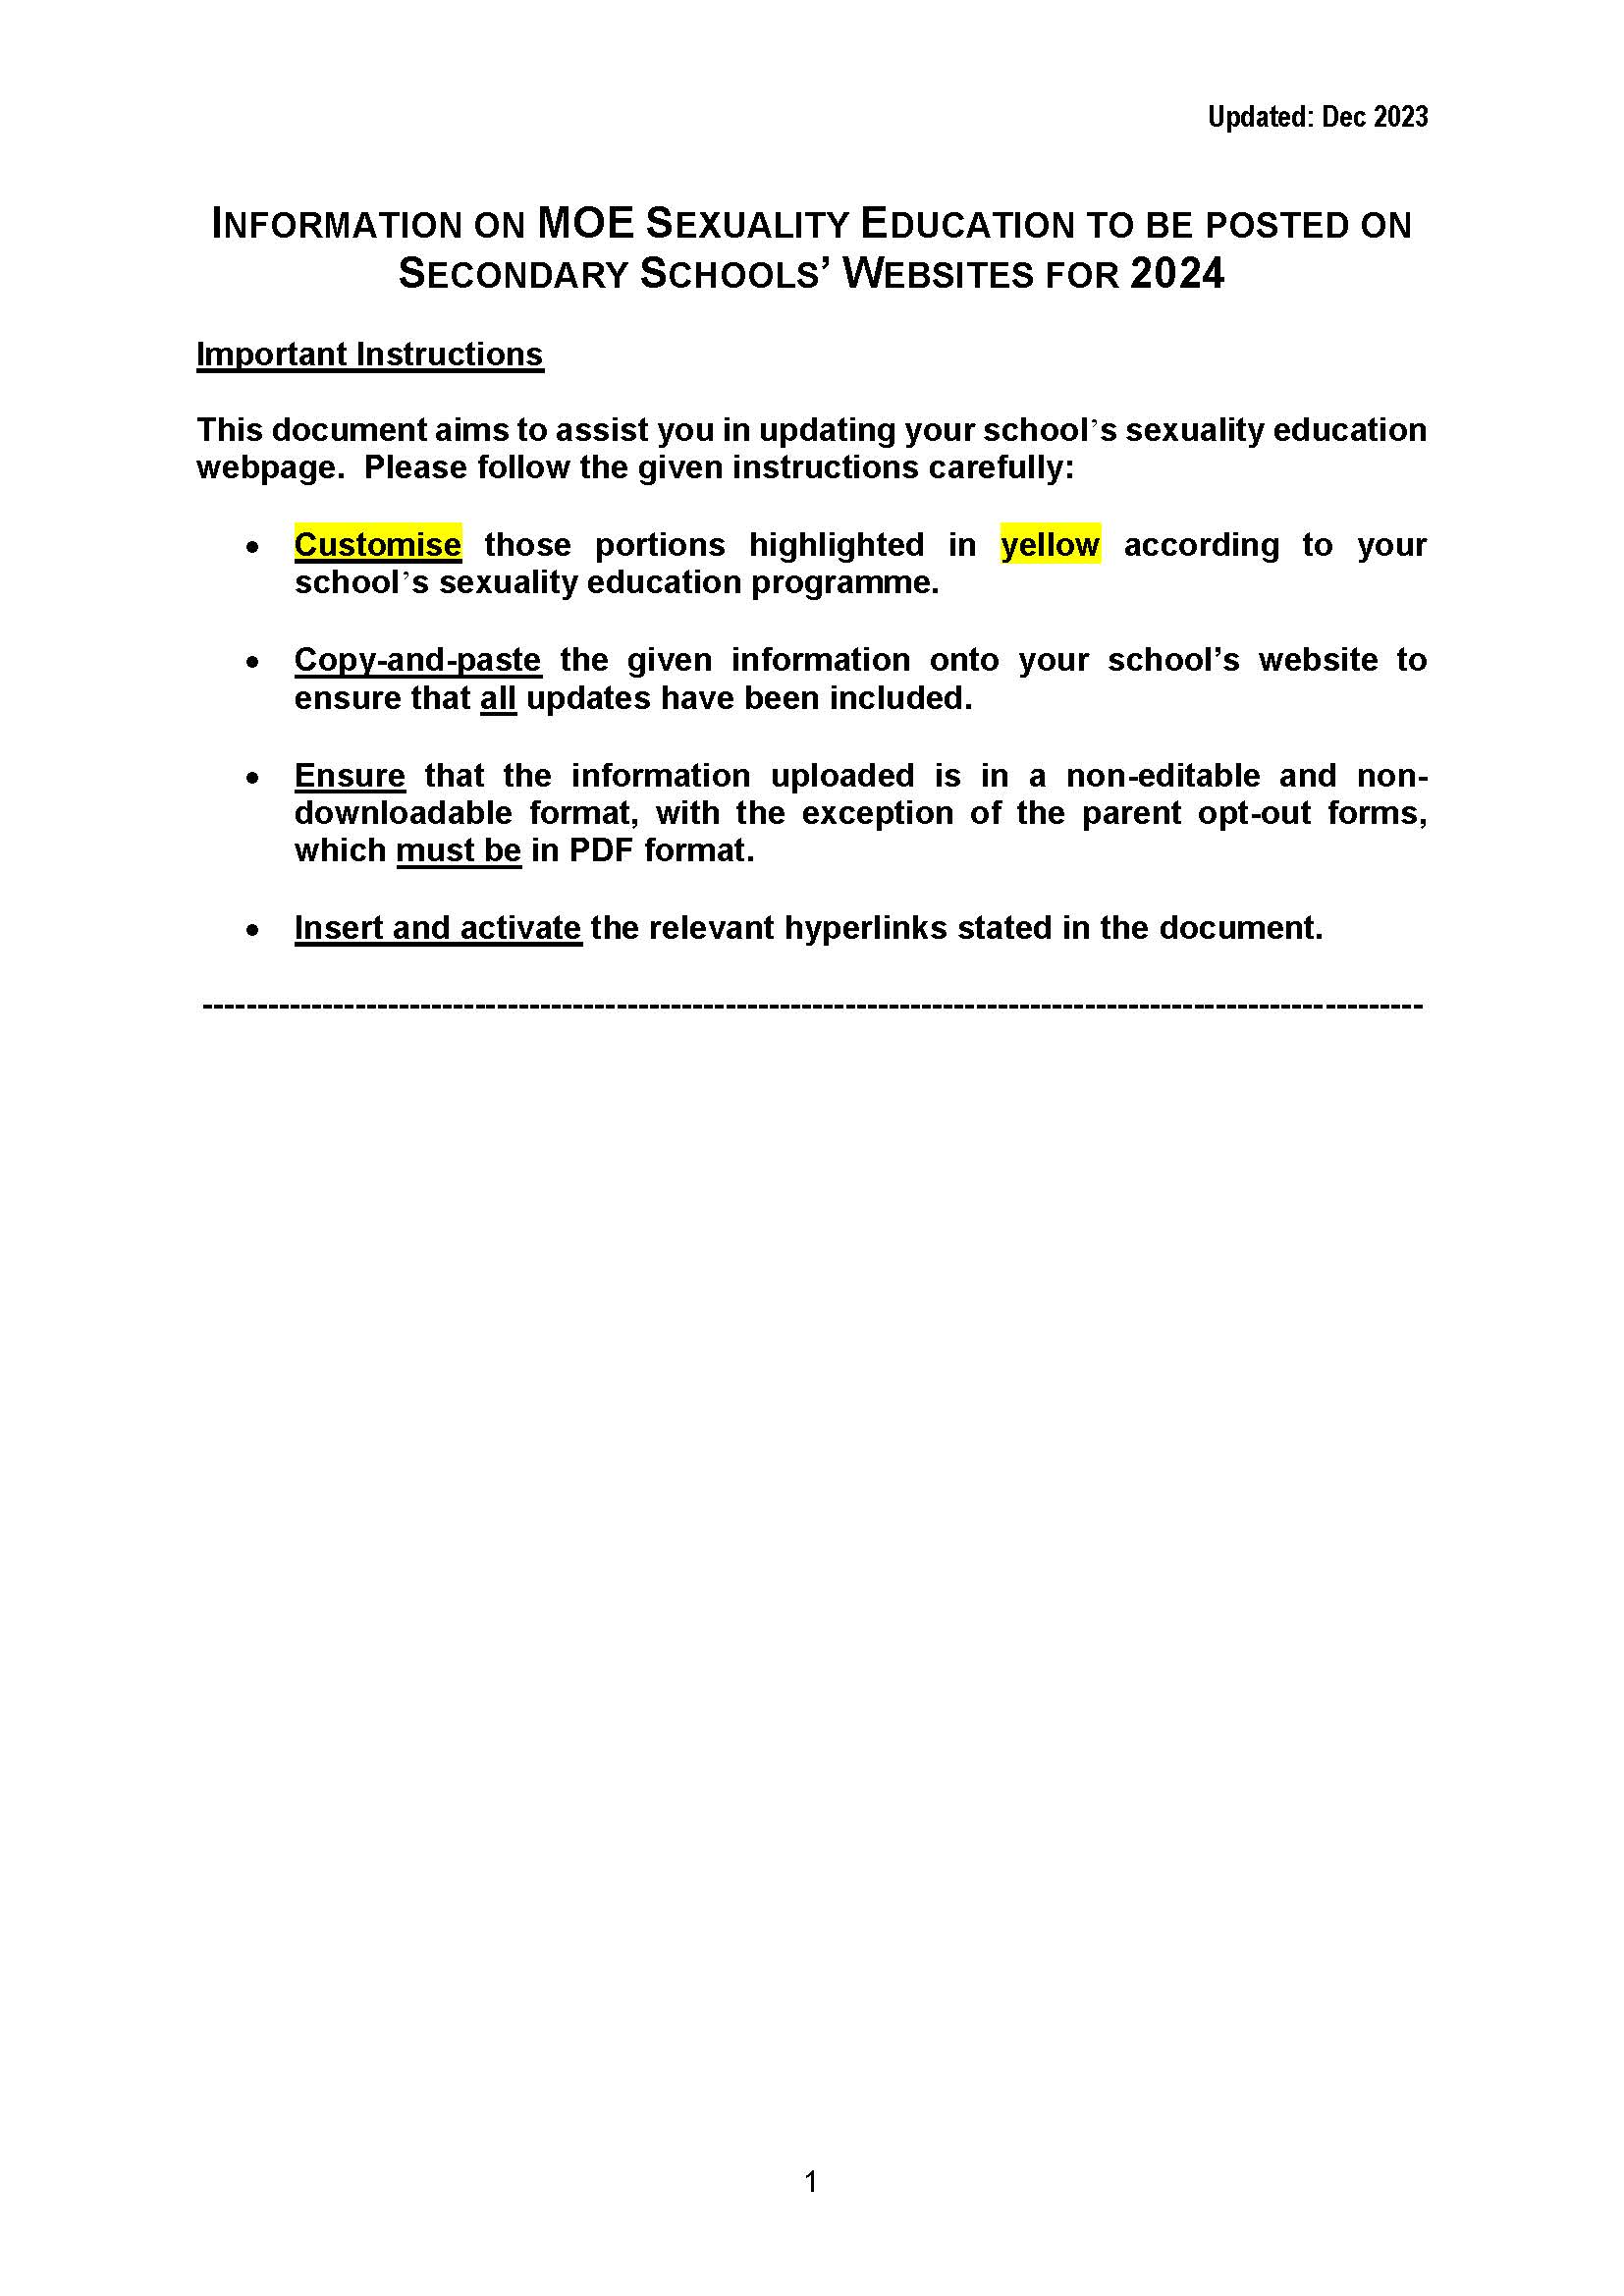 Updated: Dec 2023
INFORMATION ON MOE SEXUALITY EDUCATION TO BE POSTED ON
SECONDARY SCHOOLS’ WEBSITES FOR 2024
Important Instructions
This document aims to assist you in updating your school’s sexuality education
webpage.  Please follow the given instructions carefully:
• Customise those portions highlighted in yellow according to your
school’s sexuality education programme.
• Copy-and-paste the given information onto your school’s website to
ensure that all updates have been included.
• Ensure that the information uploaded is in a non-editable and non-
downloadable format, with the exception of the parent opt-out forms,
which must be in PDF format.
• Insert and activate the relevant hyperlinks stated in the document.
----------------------------------------------------------------------------------------------------------------
1